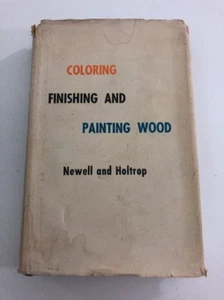 COLORING
FINISHING AND
PAINTING WOOD
Newell and Holtrop